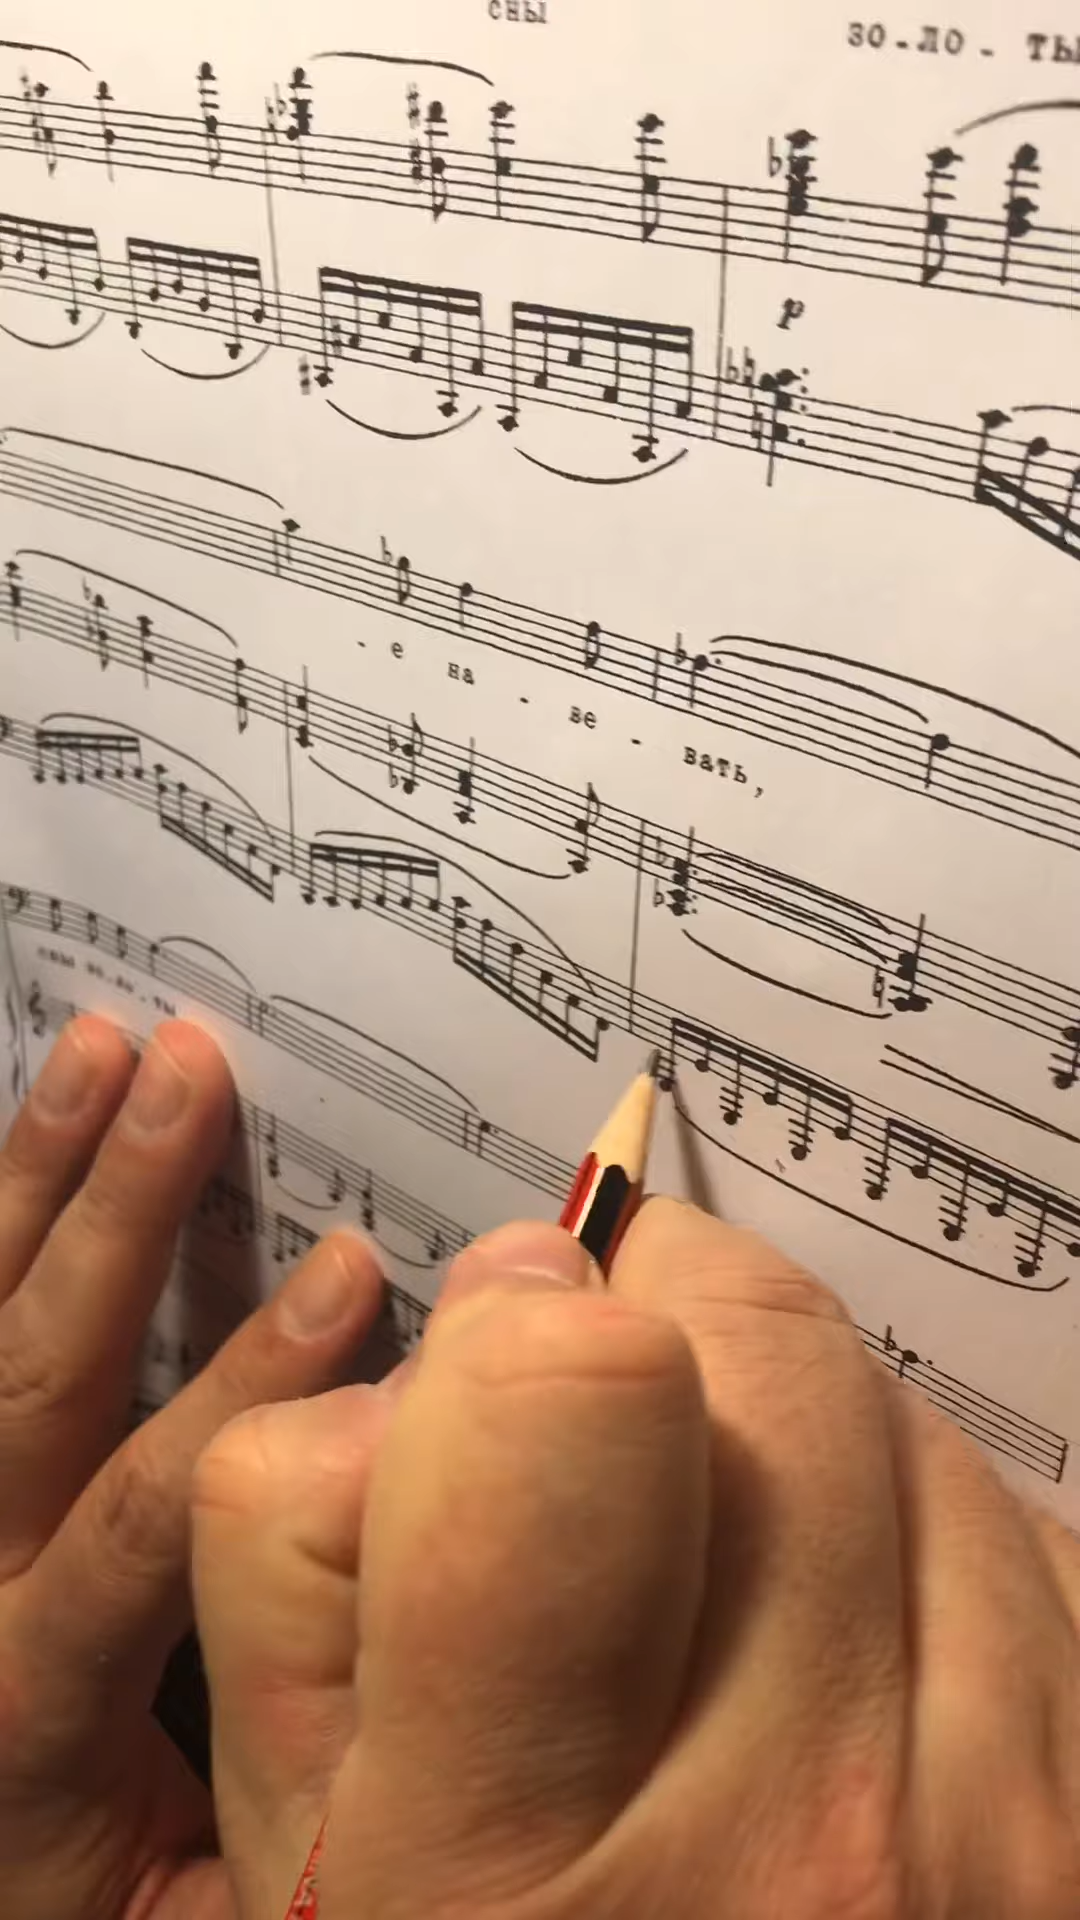 сны зо-ло-ты
p
-е на-ве-вать,
сны зо-ло-ты